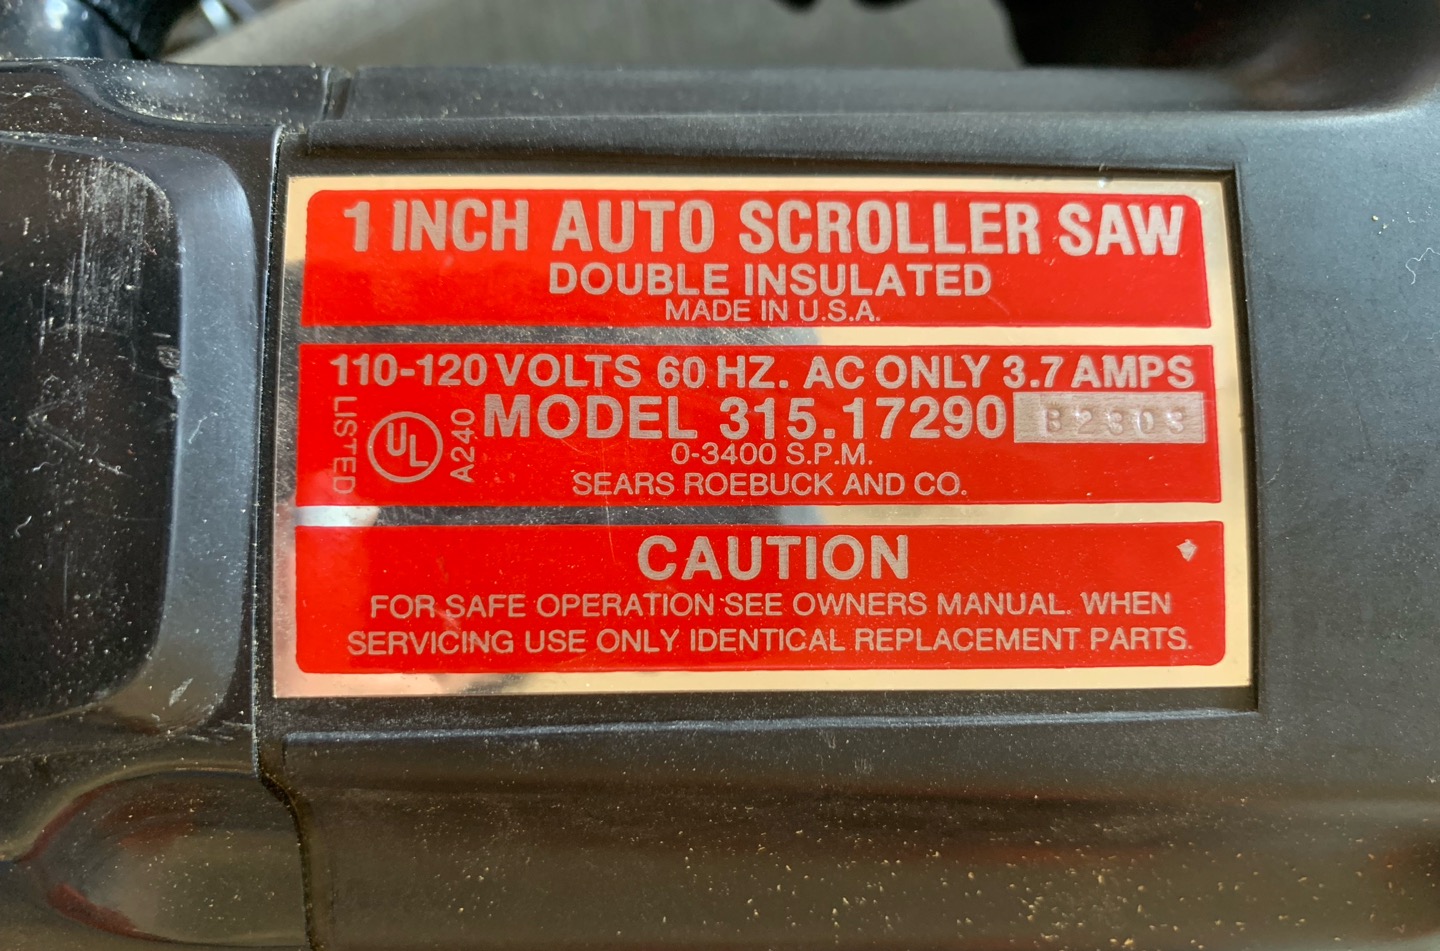 1 INCH AUTO SCROLLER SAW
DOUBLE INSULATED
MADE IN U.S.A.
110-120 VOLTS 60 HZ. AC ONLY 3.7 AMPS
LISTED
UL
A240
MODEL 315.17290
0-3400 S.P.M.
SEARS ROEBUCK AND CO.
CAUTION
FOR SAFE OPERATION SEE OWNERS MANUAL. WHEN
SERVICING USE ONLY IDENTICAL REPLACEMENT PARTS.